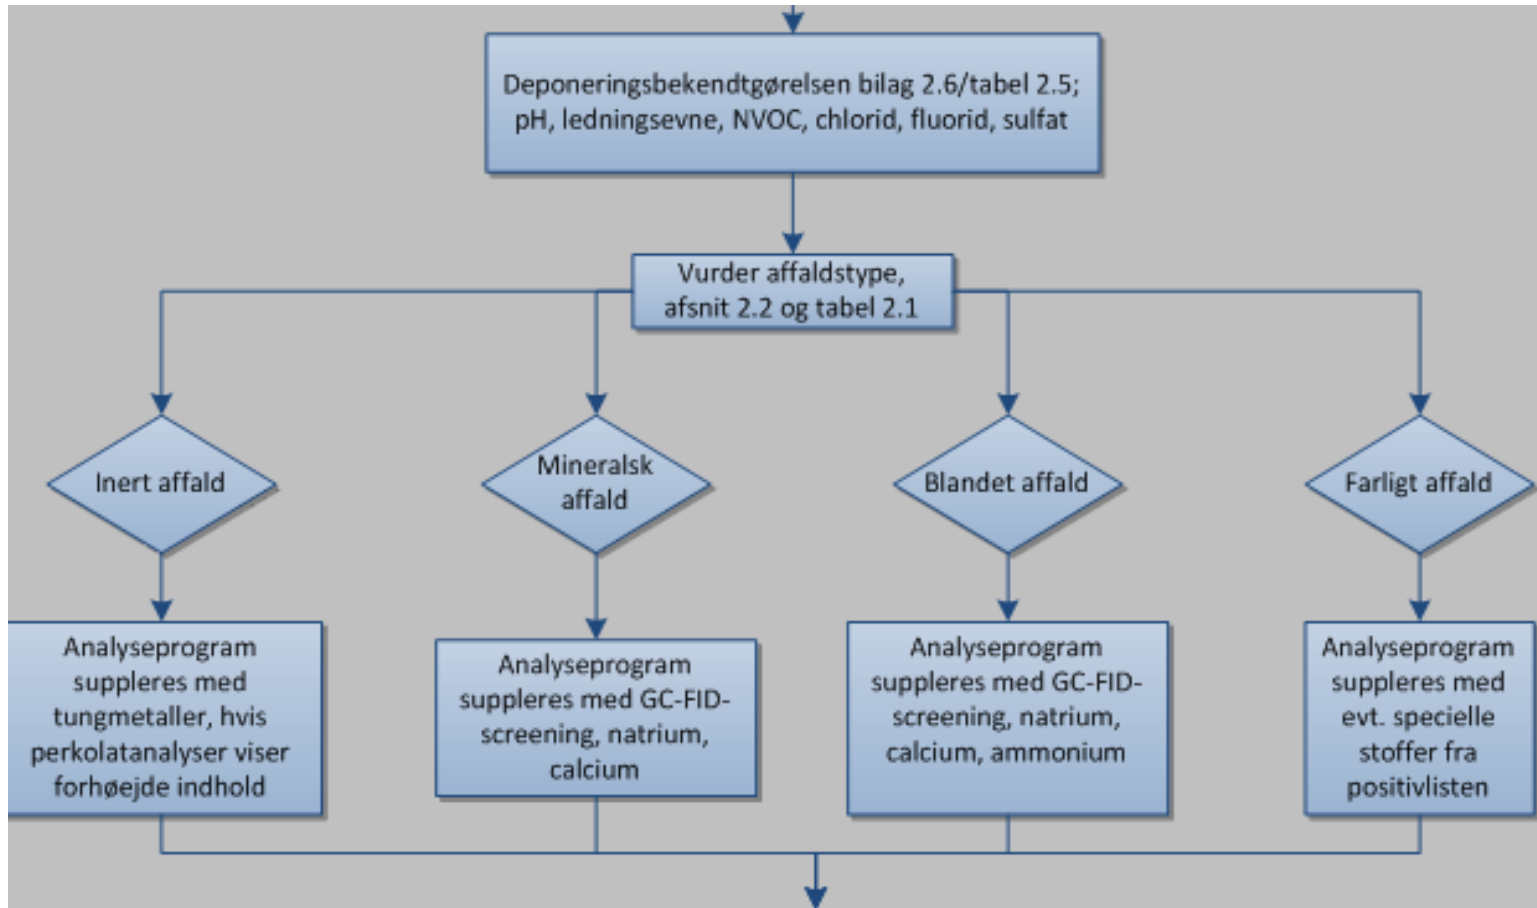 Deponeringsbekendtgørelsen bilag 2.6/tabel 2.5;
pH, ledningsevne, NVOC, chlorid, fluorid, sulfat
Vurder affaldstype,
afsnit 2.2 og tabel 2.1
Inert affald
Mineralsk
affald
Blandet affald
Farligt affald
Analyseprogram
suppleres med
tungmetaller, hvis
perkolatanalyser viser
forhøejde indhold
Analyseprogram
suppleres med GC-FID-
screening, natrium,
calcium
Analyseprogram
suppleres med GC-FID-
screening, natrium,
calcium, ammonium
Analyseprogram
suppleres med
evt. specielle
stoffer fra
positivlisten